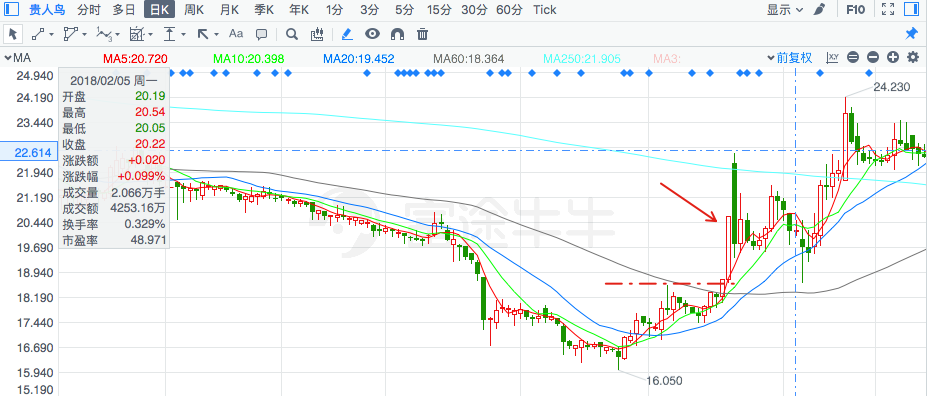 贵人鸟 分时 多日 日K 周K 月K 季K 年K 1分 3分 5分 15分 30分 60分 Tick 显示 F10
Aa
MA MA5:20.720 MA10:20.398 MA20:19.452 MA60:18.364 MA250:21.905 MA3: 前复权
24.940
24.190
23.440
22.614
21.940
21.190
20.440
19.690
18.940
18.190
17.440
16.690
15.940
15.190
2018/02/05 周一
开盘 20.19
最高 20.54
最低 20.05
收盘 20.22
涨跌额 +0.020
涨跌幅 +0.099%
成交量 2.066万手
成交额 4253.16万
换手率 0.329%
市盈率 48.971
24.230
富途牛牛
16.050